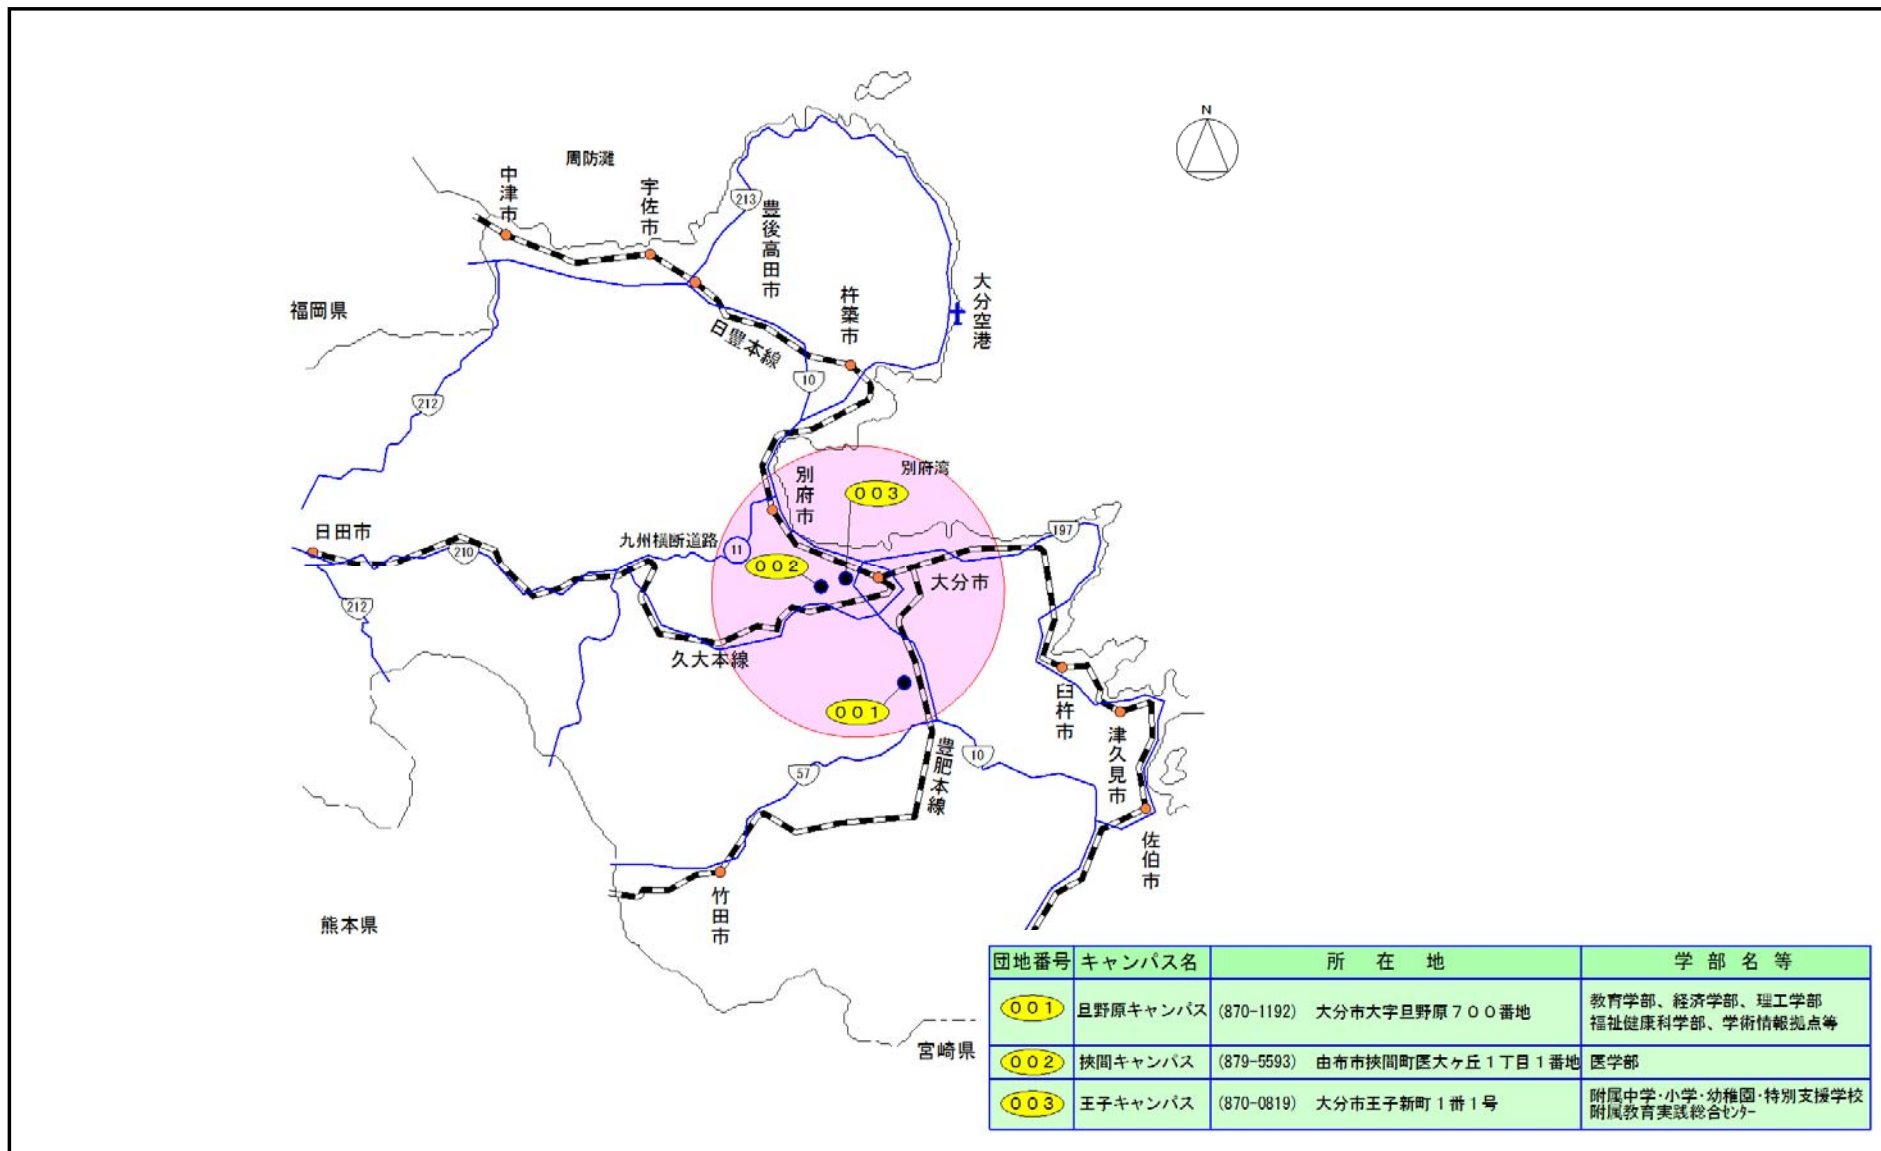 N
周防灘
中津市
宇佐市
213
豊後高田市
大分空港
杵築市
福岡県
日豊本線
10
212
別府湾
別府市
003
日田市
九州横断道路
11
197
210
002
大分市
212
久大本線
001
臼杵市
津久見市
豊肥本線
10
57
佐伯市
竹田市
熊本県
宮崎県
団地番号 キャンパス名 所在地 学部名等
001 旦野原キャンパス (870-1192) 大分市大字旦野原700番地 教育学部、経済学部、理工学部
福祉健康科学部、学術情報拠点等
002 挾間キャンパス (879-5593) 由布市挾間町医大ヶ丘1丁目1番地 医学部
003 王子キャンパス (870-0819) 大分市王子新町1番1号 附属中学・小学・幼稚園・特別支援学校
附属教育実践総合センター